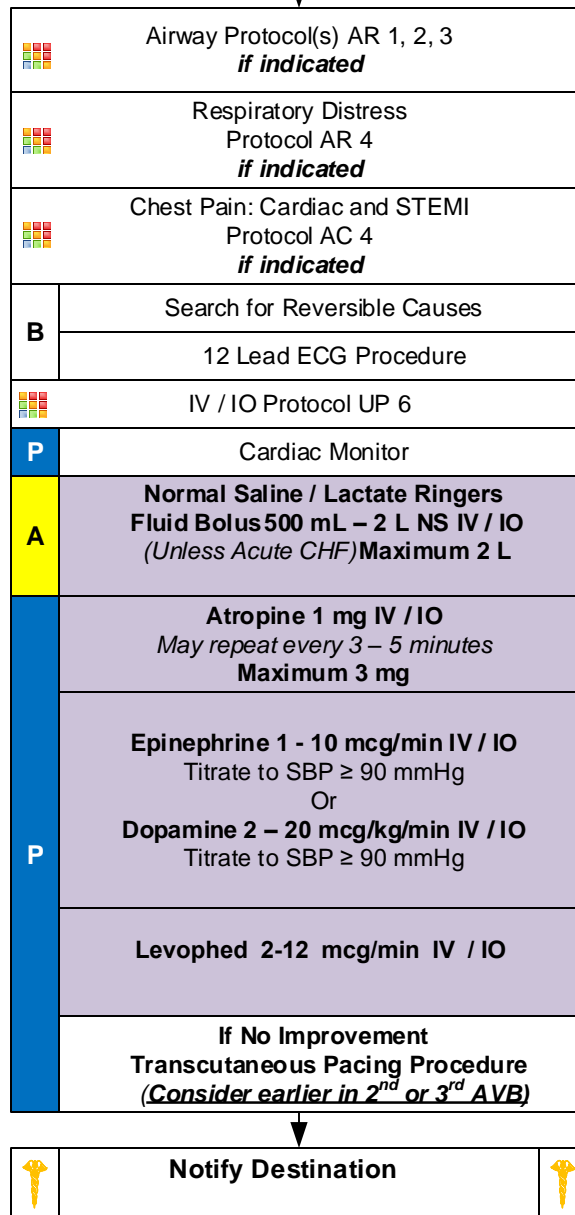 Airway Protocol(s) AR 1, 2, 3
if indicated
Respiratory Distress
Protocol AR 4
if indicated
Chest Pain: Cardiac and STEMI
Protocol AC 4
if indicated
B
Search for Reversible Causes
12 Lead ECG Procedure
IV / IO Protocol UP 6
P
Cardiac Monitor
A
Normal Saline / Lactate Ringers
Fluid Bolus 500 mL – 2 L NS IV / IO
(Unless Acute CHF) Maximum 2 L
P
Atropine 1 mg IV / IO
May repeat every 3 – 5 minutes
Maximum 3 mg
Epinephrine 1 - 10 mcg/min IV / IO
Titrate to SBP ≥ 90 mmHg
Or
Dopamine 2 – 20 mcg/kg/min IV / IO
Titrate to SBP ≥ 90 mmHg
Levophed 2-12 mcg/min IV / IO
If No Improvement
Transcutaneous Pacing Procedure
(Consider earlier in 2nd or 3rd AVB)
Notify Destination